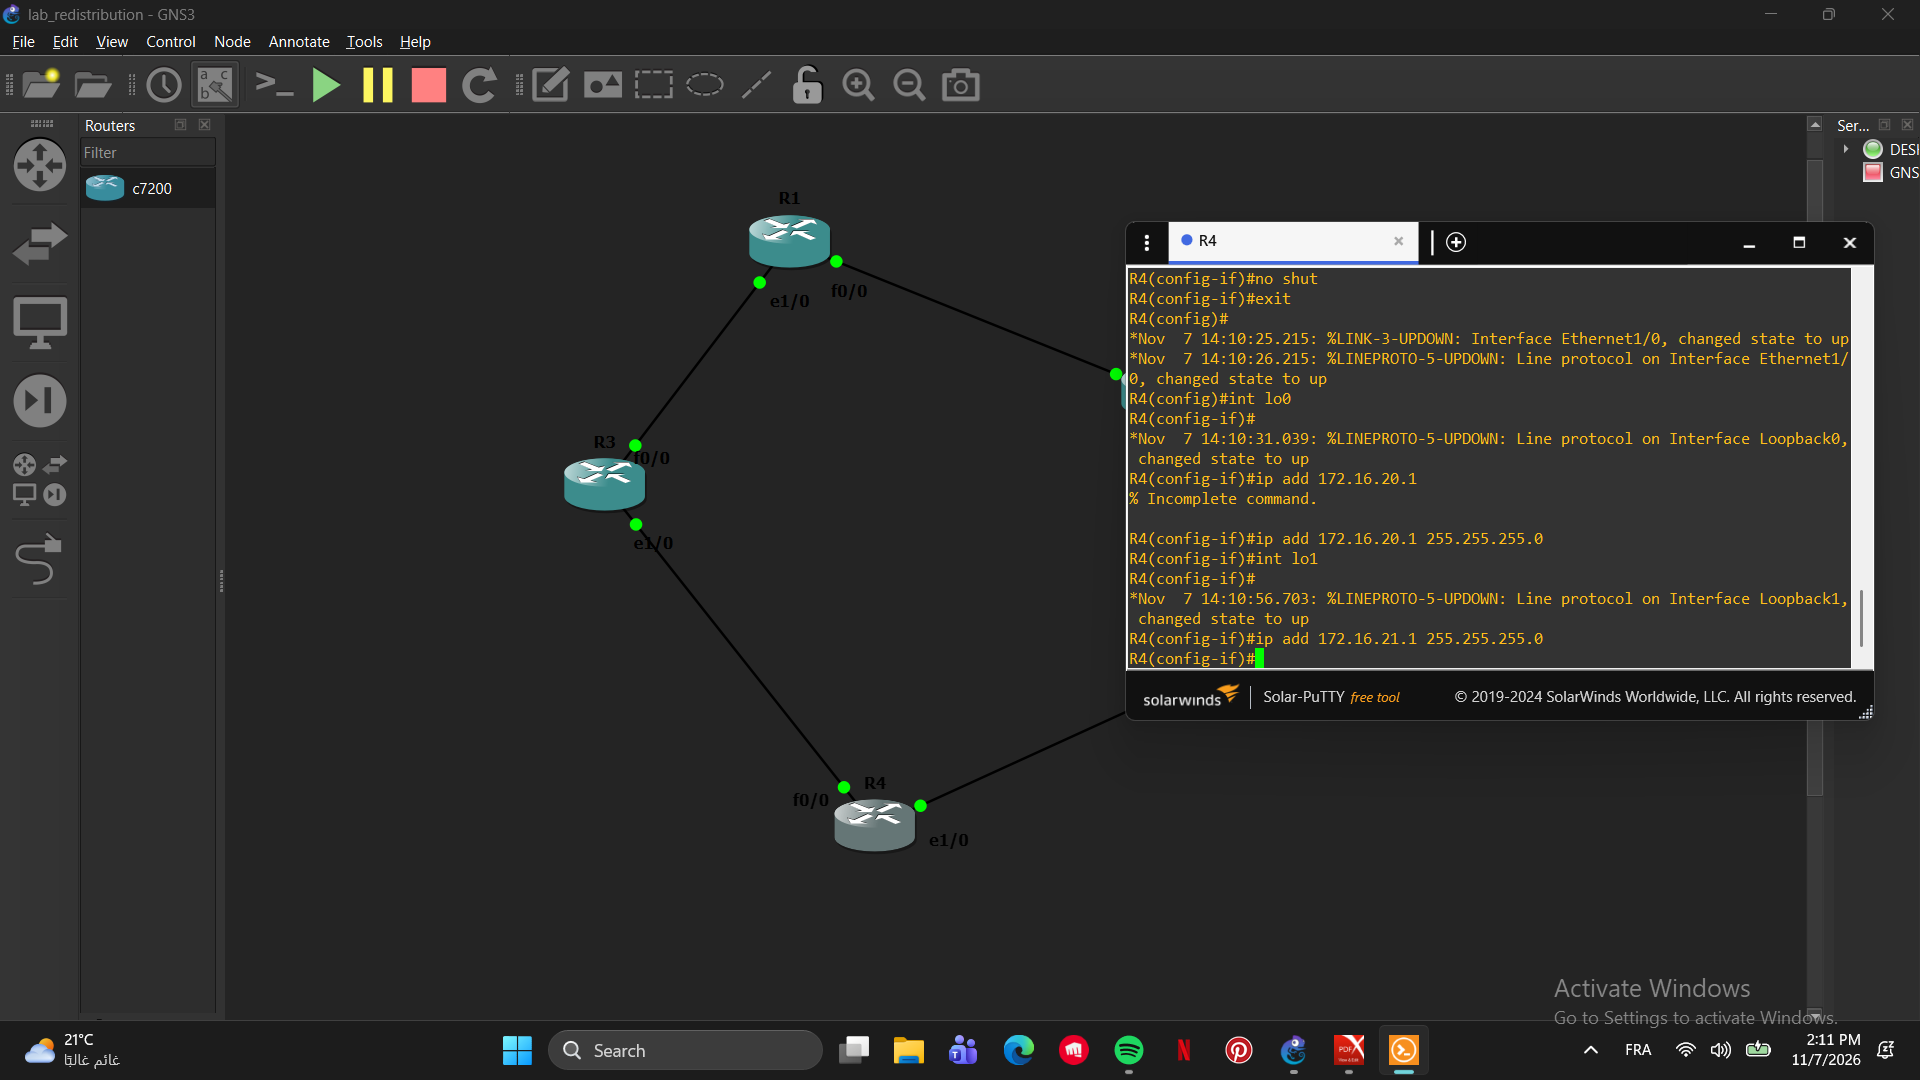 lab_redistribution - GNS3
File Edit View Control Node Annotate Tools Help
Routers
Filter
c7200
Ser...
DESH
GNS
R1
e1/0
f0/0
R3
f0/0
e1/0
R4
f0/0
e1/0
R4
R4(config-if)#no shut
R4(config-if)#exit
R4(config)#
*Nov  7 14:10:25.215: %LINK-3-UPDOWN: Interface Ethernet1/0, changed state to up
*Nov  7 14:10:26.215: %LINEPROTO-5-UPDOWN: Line protocol on Interface Ethernet1/
0, changed state to up
R4(config)#int lo0
R4(config-if)#
*Nov  7 14:10:31.039: %LINEPROTO-5-UPDOWN: Line protocol on Interface Loopback0,
changed state to up
R4(config-if)#ip add 172.16.20.1
% Incomplete command.
R4(config-if)#ip add 172.16.20.1 255.255.255.0
R4(config-if)#int lo1
R4(config-if)#
*Nov  7 14:10:56.703: %LINEPROTO-5-UPDOWN: Line protocol on Interface Loopback1,
changed state to up
R4(config-if)#ip add 172.16.21.1 255.255.255.0
R4(config-if)#
solarwinds Solar-PuTTY free tool © 2019-2024 SolarWinds Worldwide, LLC. All rights reserved.
Activate Windows
Go to Settings to activate Windows.
21°C
غائم غالبًا
Search
FRA
2:11 PM
11/7/2026